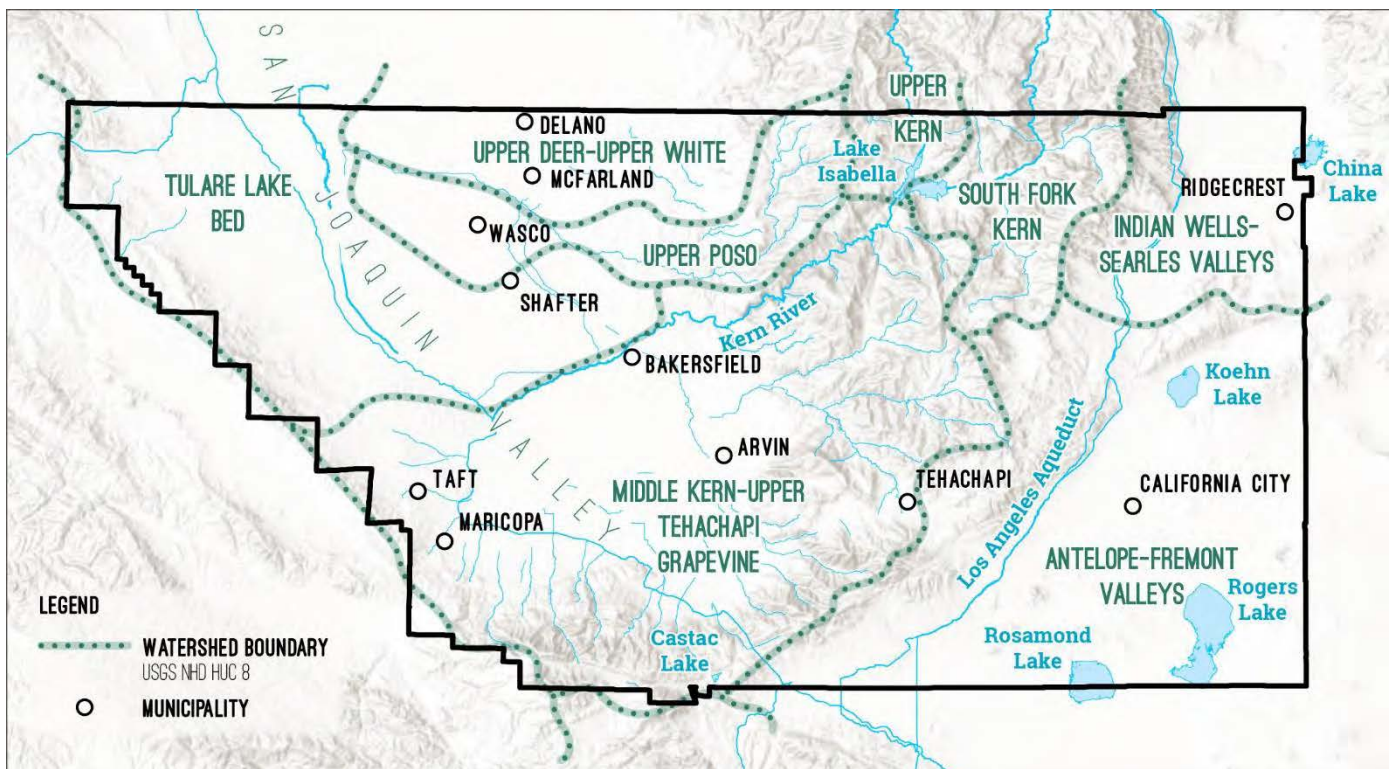 SAN
JOAQUIN
VALLEY
UPPER
KERN
DELANO
UPPER DEER-UPPER WHITE
MCFARLAND
Lake
Isabella
TULARE LAKE
BED
SOUTH FORK
KERN
RIDGECREST
China
Lake
INDIAN WELLS-
SEARLES VALLEYS
WASCO
UPPER POSO
SHAFTER
Kern River
BAKERSFIELD
Koehn
Lake
ARVIN
TAFT
MIDDLE KERN-UPPER
TEHACHAPI
GRAPEVINE
TEHACHAPI
CALIFORNIA CITY
MARICOPA
Los Angeles Aqueduct
ANTELOPE-FREMONT
VALLEYS
Rogers
Lake
Rosamond
Lake
Castac
Lake
LEGEND
WATERSHED BOUNDARY
USGS NHD HUC 8
MUNICIPALITY